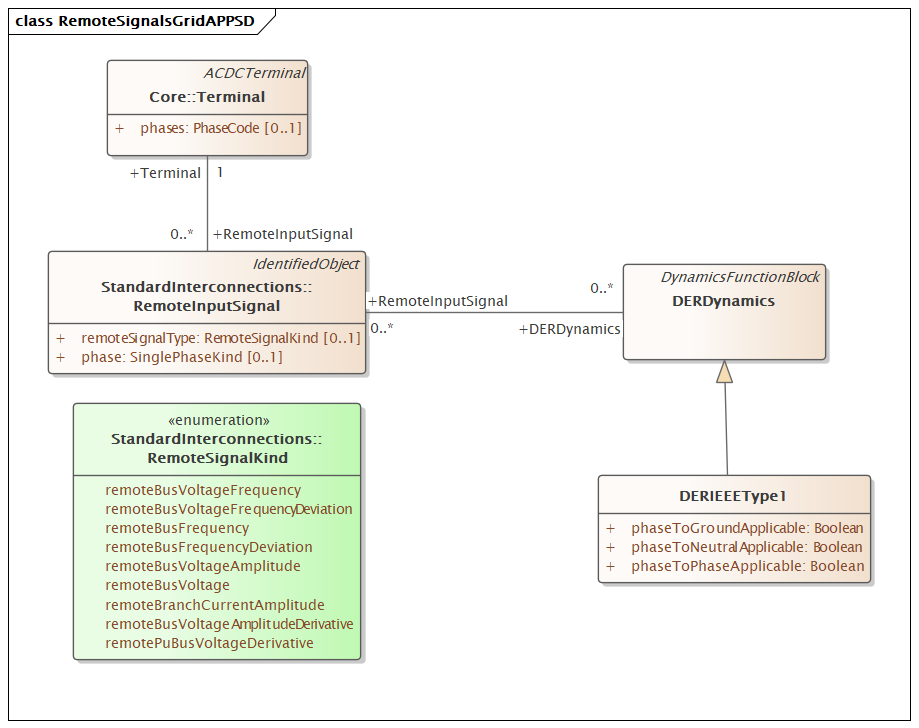 class RemoteSignalsGridAPPSD
ACDCTerminal
Core::Terminal
+ phases: PhaseCode [0..1]
+Terminal 1
0..* +RemoteInputSignal
IdentifiedObject
StandardInterconnections::
RemoteInputSignal
+ remoteSignalType: RemoteSignalKind [0..1]
+ phase: SinglePhaseKind [0..1]
+RemoteInputSignal
0..*
0..*
+DERDynamics
DynamicsFunctionBlock
DERDynamics
«enumeration»
StandardInterconnections::
RemoteSignalKind
remoteBusVoltageFrequency
remoteBusVoltageFrequencyDeviation
remoteBusFrequency
remoteBusFrequencyDeviation
remoteBusVoltageAmplitude
remoteBusVoltage
remoteBranchCurrentAmplitude
remoteBusVoltageAmplitudeDerivative
remotePuBusVoltageDerivative
DERIEEEType1
+ phaseToGroundApplicable: Boolean
+ phaseToNeutralApplicable: Boolean
+ phaseToPhaseApplicable: Boolean